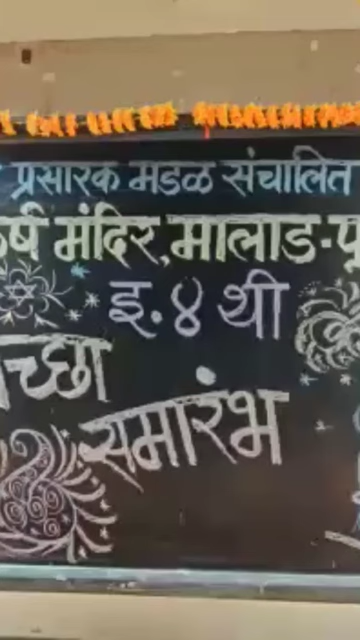 प्रसारक मंडळ संचालित
मंदिर, मालाड-पू
इ. ४ थी
समारंभ